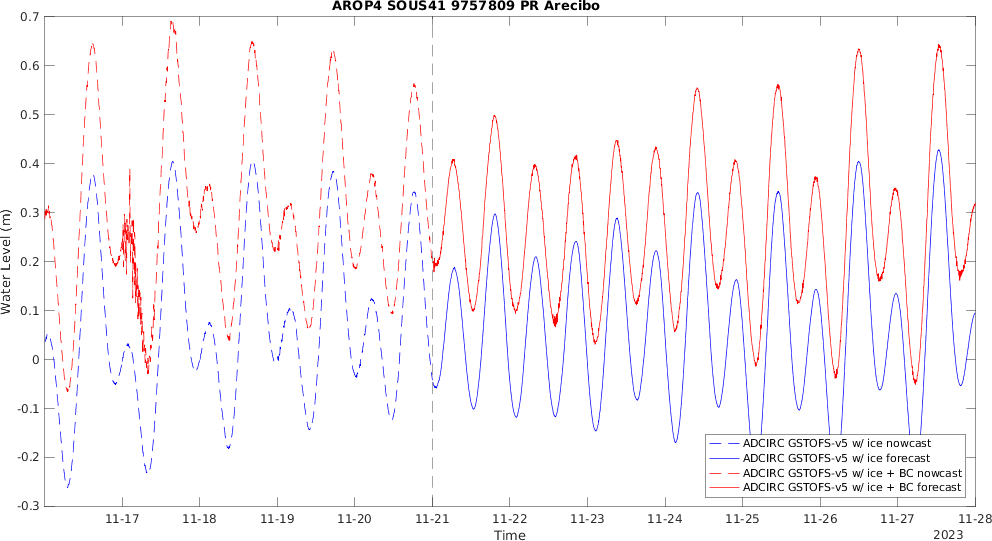 AROP4 SOUS41 9757809 PR Arecibo
0.7
0.6
0.5
0.4
0.3
0.2
0.1
0
-0.1
-0.2
-0.3
Water Level (m)
ADCIRC GSTOFS-v5 w/ ice nowcast
ADCIRC GSTOFS-v5 w/ ice forecast
ADCIRC GSTOFS-v5 w/ ice + BC nowcast
ADCIRC GSTOFS-v5 w/ ice + BC forecast
11-17 11-18 11-19 11-20 11-21 11-22 11-23 11-24 11-25 11-26 11-27 11-28
Time
2023